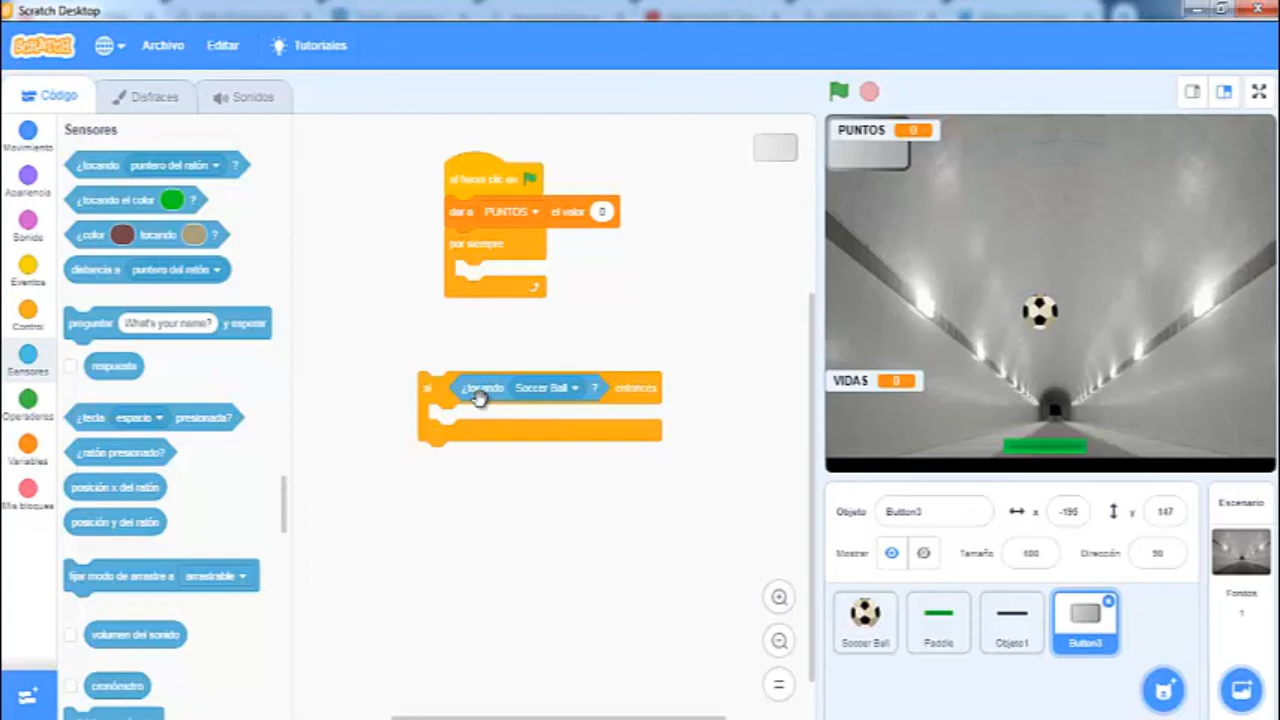 Scratch Desktop
SCRATCH
Archivo
Editar
Tutoriales
Código
Disfraces
Sonidos
Movimiento
Apariencia
Sonido
Eventos
Control
Sensores
Operadores
Variables
Mis bloques
Sensores
¿tocando puntero del ratón ?
¿tocando el color ?
¿color tocando ?
distancia a puntero del ratón
preguntar What's your name? y esperar
respuesta
¿tecla espacio presionada?
¿ratón presionado?
posición x del ratón
posición y del ratón
fijar modo de arrastre a arrastrable
volumen del sonido
cronómetro
al hacer clic en
dar a PUNTOS el valor 0
por siempre
si ¿tocando Soccer Ball ? entonces
PUNTOS 0
VIDAS 0
Objeto Button3 x -195 y 147
Mostrar Tamaño 100 Dirección 90
Soccer Ball
Paddle
Objeto1
Button3
Escenario
Fondos
1